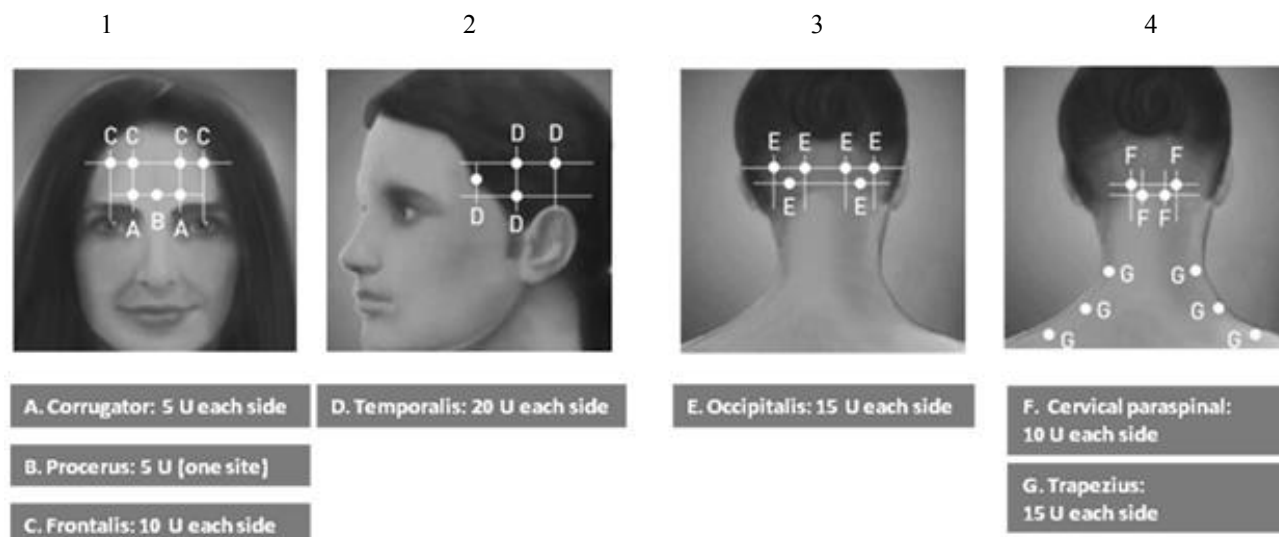 1 2 3 4
C C C C
A B A
D D
D D
E E E E
E E
F F
F F
G G
G G
G G
A. Corrugator: 5 U each side
B. Procerus: 5 U (one site)
C. Frontalis: 10 U each side
D. Temporalis: 20 U each side
E. Occipitalis: 15 U each side
F. Cervical paraspinal:
10 U each side
G. Trapezius:
15 U each side